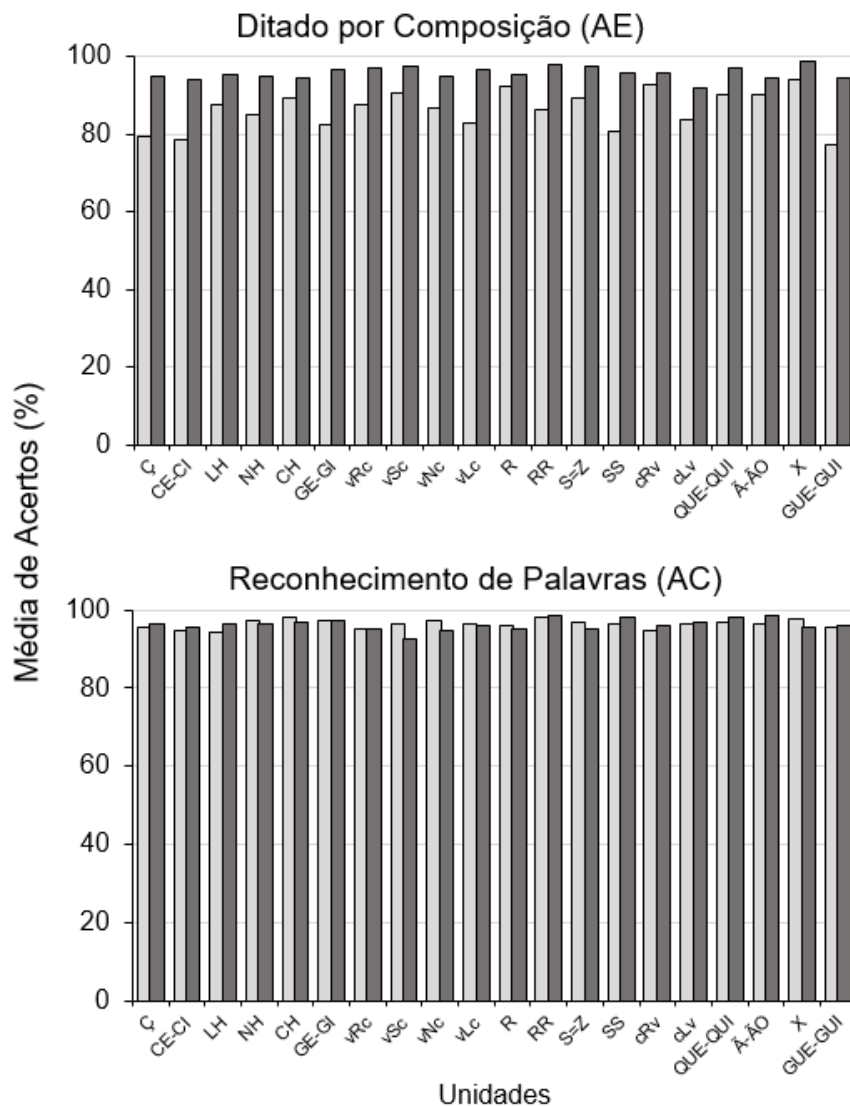 Ditado por Composição (AE)
100
80
60
40
20
0
Ç
CE-CI
LH
NH
CH
GE-GI
vRc
vSc
vNc
vLc
R
RR
S=Z
SS
cRv
cLv
QUE-QUI
Ã-ÃO
X
GUE-GUI
Média de Acertos (%)
Reconhecimento de Palavras (AC)
100
80
60
40
20
0
Ç
CE-CI
LH
NH
CH
GE-GI
vRc
vSc
vNc
vLc
R
RR
S=Z
SS
cRv
cLv
QUE-QUI
Ã-ÃO
X
GUE-GUI
Unidades